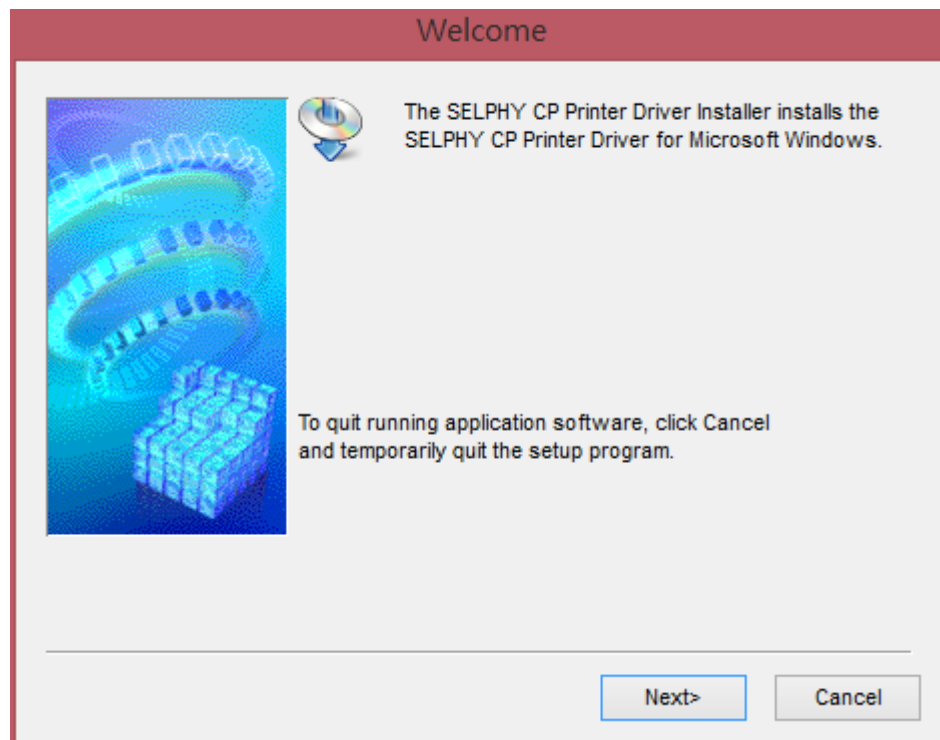 Welcome
The SELPHY CP Printer Driver Installer installs the
SELPHY CP Printer Driver for Microsoft Windows.
To quit running application software, click Cancel
and temporarily quit the setup program.
Next>
Cancel